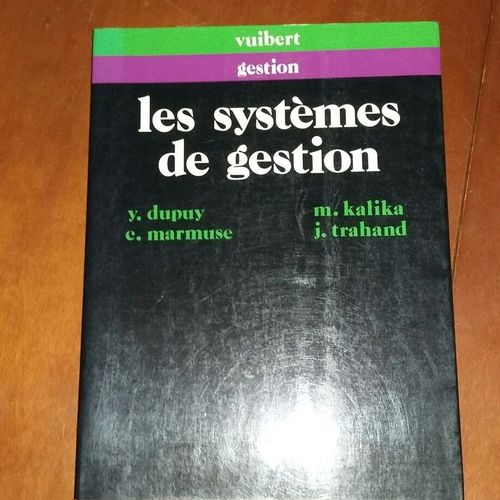 vuibert
gestion
les systèmes
de gestion
y. dupuy
c. marmuse
m. kalika
j. trahand